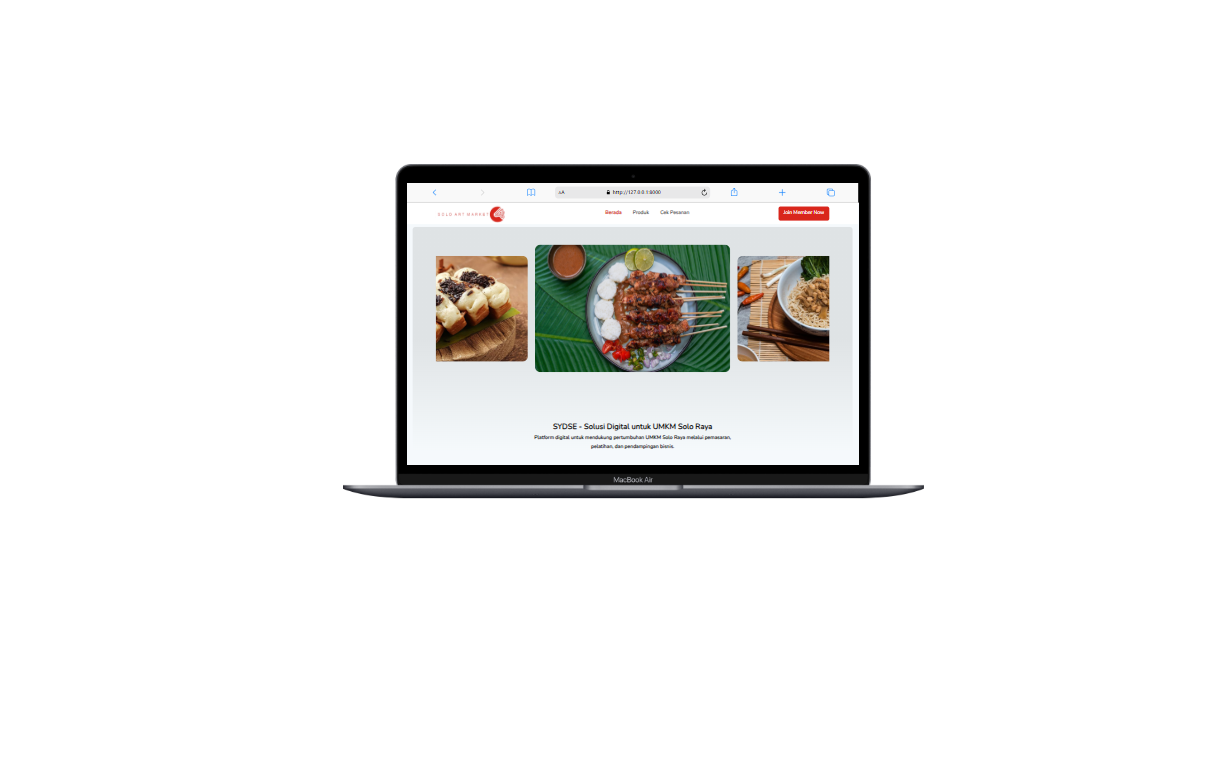 AA
http://127.0.0.1:8000
SOLO ART MARKET
Berada
Produk
Cek Pesanan
Join Member Now
SYDSE - Solusi Digital untuk UMKM Solo Raya
Platform digital untuk mendukung pertumbuhan UMKM Solo Raya melalui pemasaran,
pelatihan, dan pendampingan bisnis.
MacBook Air